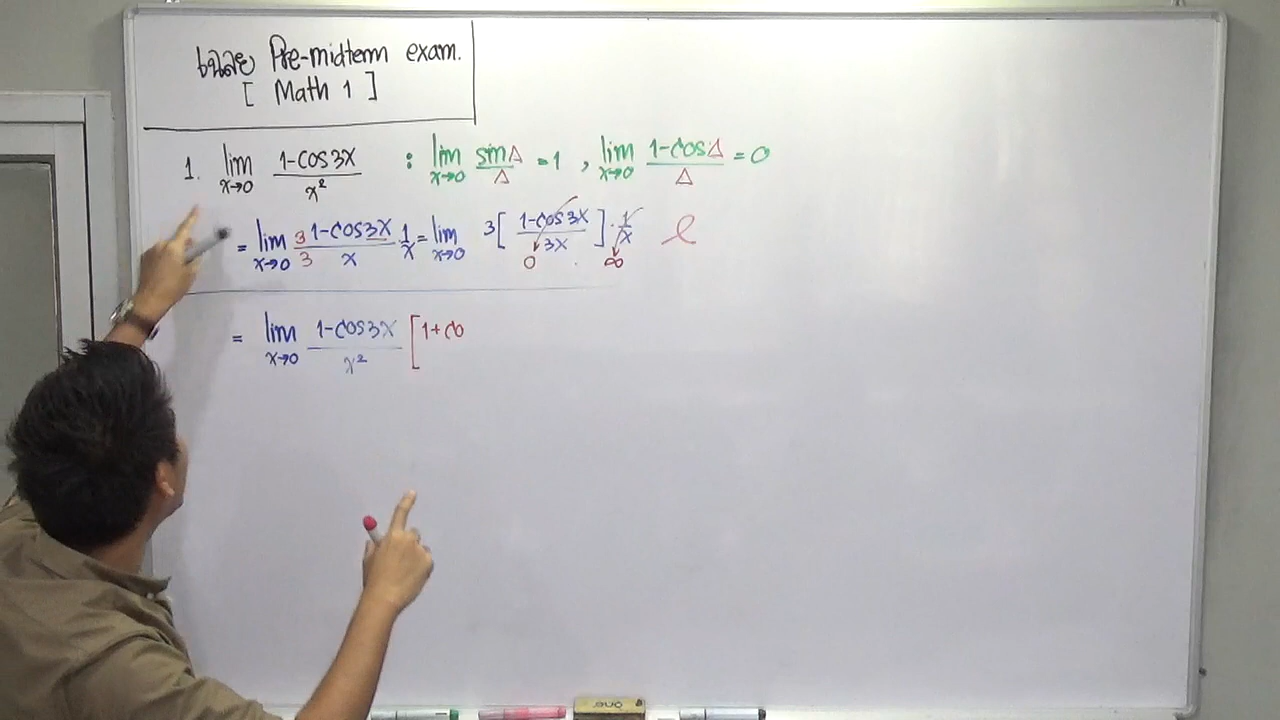 เฉลย Pre-midterm exam.
[ Math 1 ]
1. lim x→0 1-cos3x / x² : lim x→0 sin△ / △ = 1 , lim x→0 1-cos△ / △ = 0
= lim x→0 3/3 1-cos3x / x 1/x = lim x→0 3[ 1-cos3x / 3x ] · 1/x
0 ∞
= lim x→0 1-cos3x / x² [ 1+co